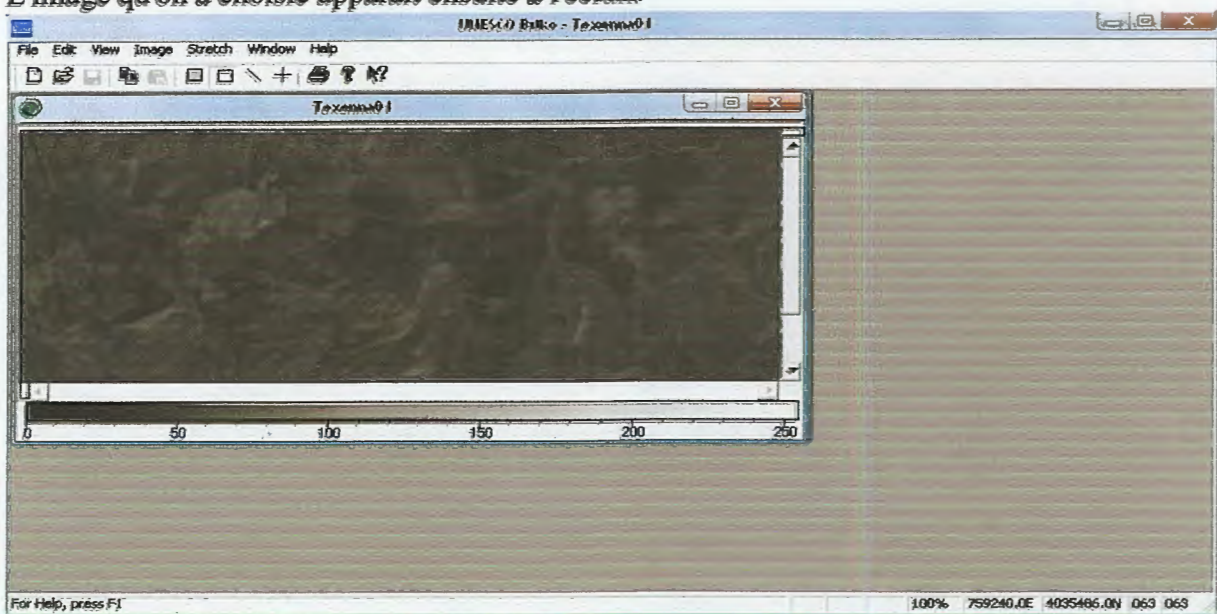 L'image qu'on a choisie apparaît ensuite à l'écran.
UNESCO Bilko - Texenna01
File Edit View Image Stretch Window Help
Texenna01
0 50 100 150 200 250
For Help, press F1
100% 759240.0E 4035486.0N 063 063